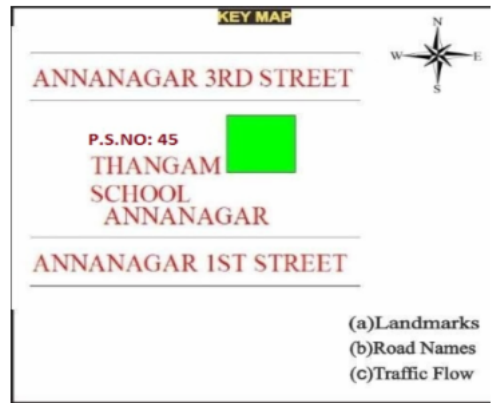 KEY MAP
N
W E
S
ANNANAGAR 3RD STREET
P.S.NO: 45
THANGAM
SCHOOL
ANNANAGAR
ANNANAGAR 1ST STREET
(a)Landmarks
(b)Road Names
(c)Traffic Flow